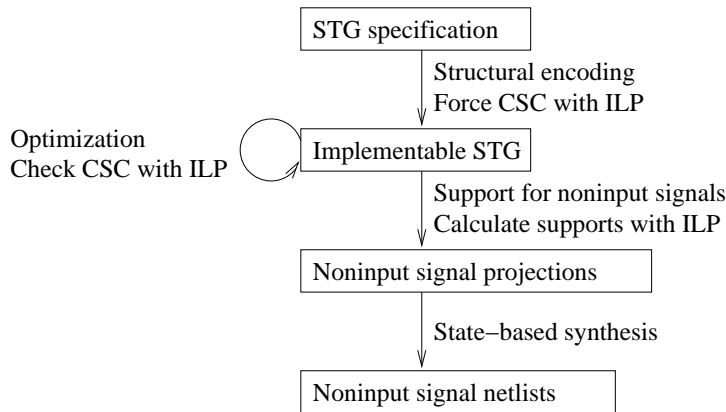 STG specification
Structural encoding
Force CSC with ILP
Optimization
Check CSC with ILP
Implementable STG
Support for noninput signals
Calculate supports with ILP
Noninput signal projections
State−based synthesis
Noninput signal netlists